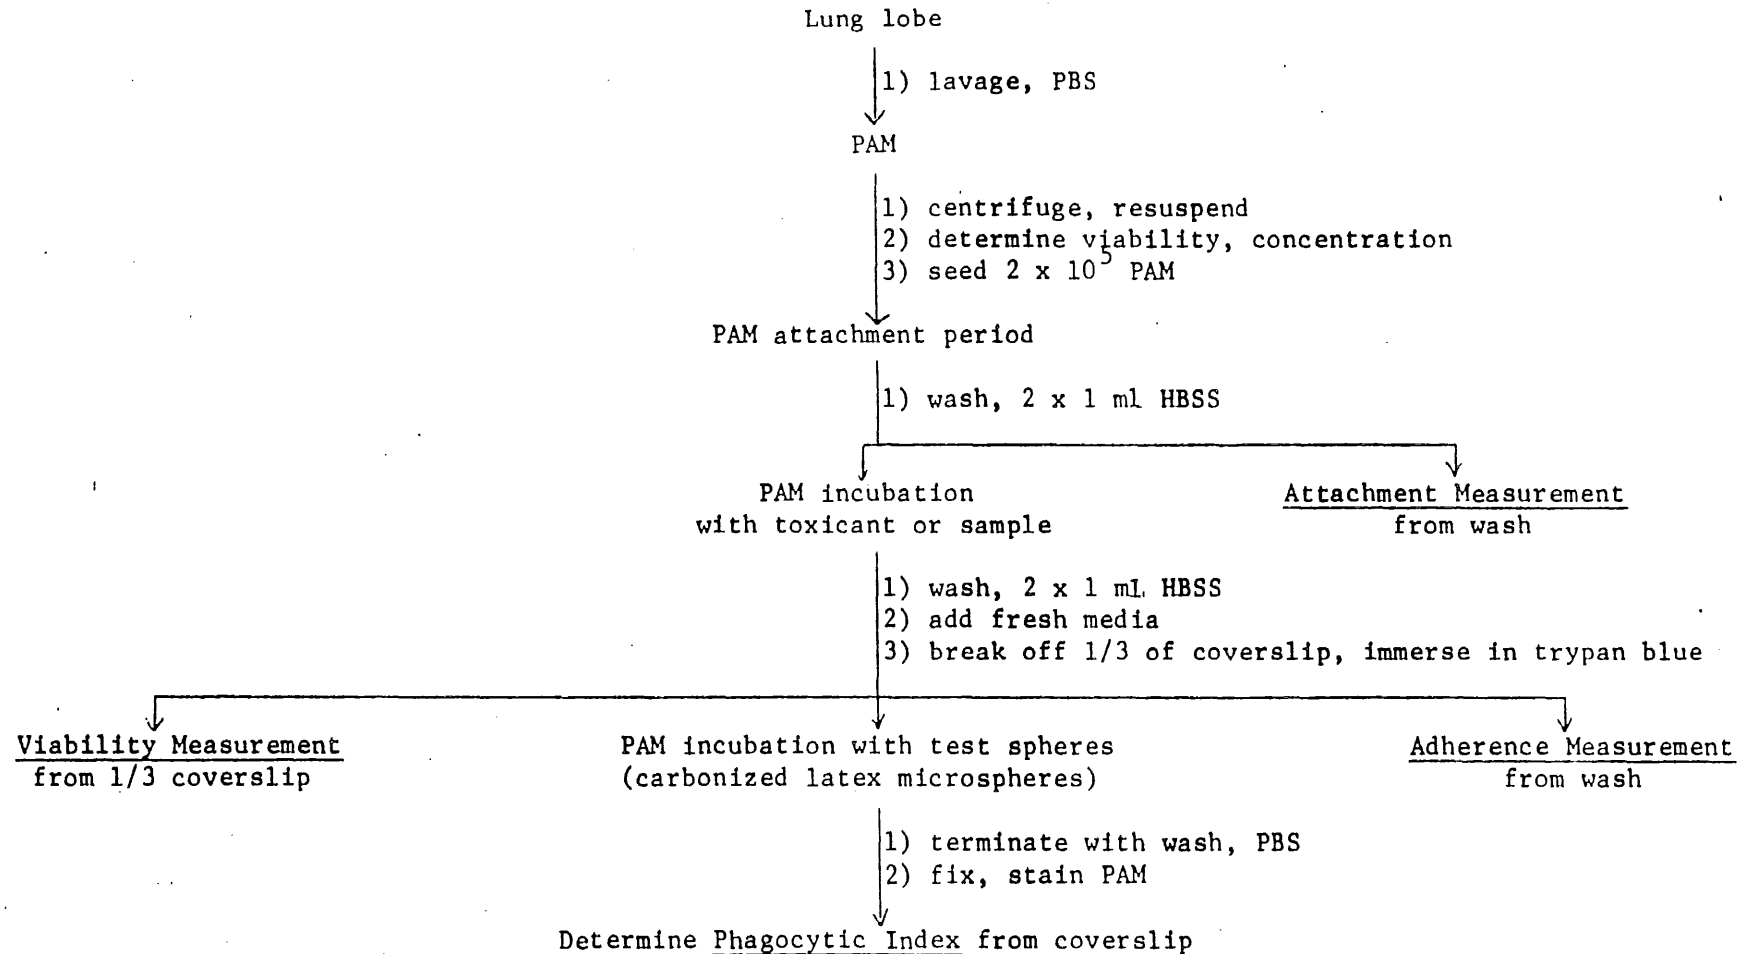 Lung lobe
1) lavage, PBS
PAM
1) centrifuge, resuspend
2) determine viability, concentration
3) seed 2 x 10^5 PAM
PAM attachment period
1) wash, 2 x 1 ml HBSS
PAM incubation
with toxicant or sample
Attachment Measurement
from wash
1) wash, 2 x 1 ml HBSS
2) add fresh media
3) break off 1/3 of coverslip, immerse in trypan blue
Viability Measurement
from 1/3 coverslip
PAM incubation with test spheres
(carbonized latex microspheres)
Adherence Measurement
from wash
1) terminate with wash, PBS
2) fix, stain PAM
Determine Phagocytic Index from coverslip